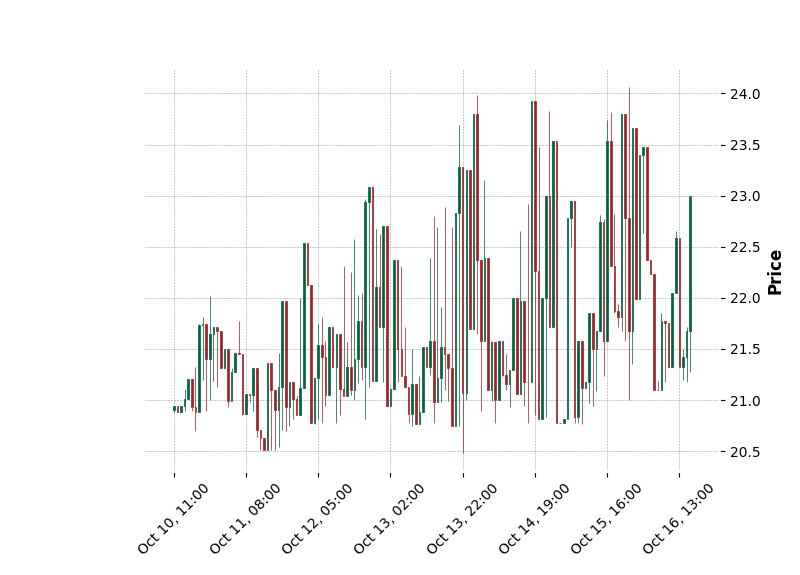 24.0
23.5
23.0
22.5
22.0
21.5
21.0
20.5
Price
Oct 10, 11:00
Oct 11, 08:00
Oct 12, 05:00
Oct 13, 02:00
Oct 13, 22:00
Oct 14, 19:00
Oct 15, 16:00
Oct 16, 13:00